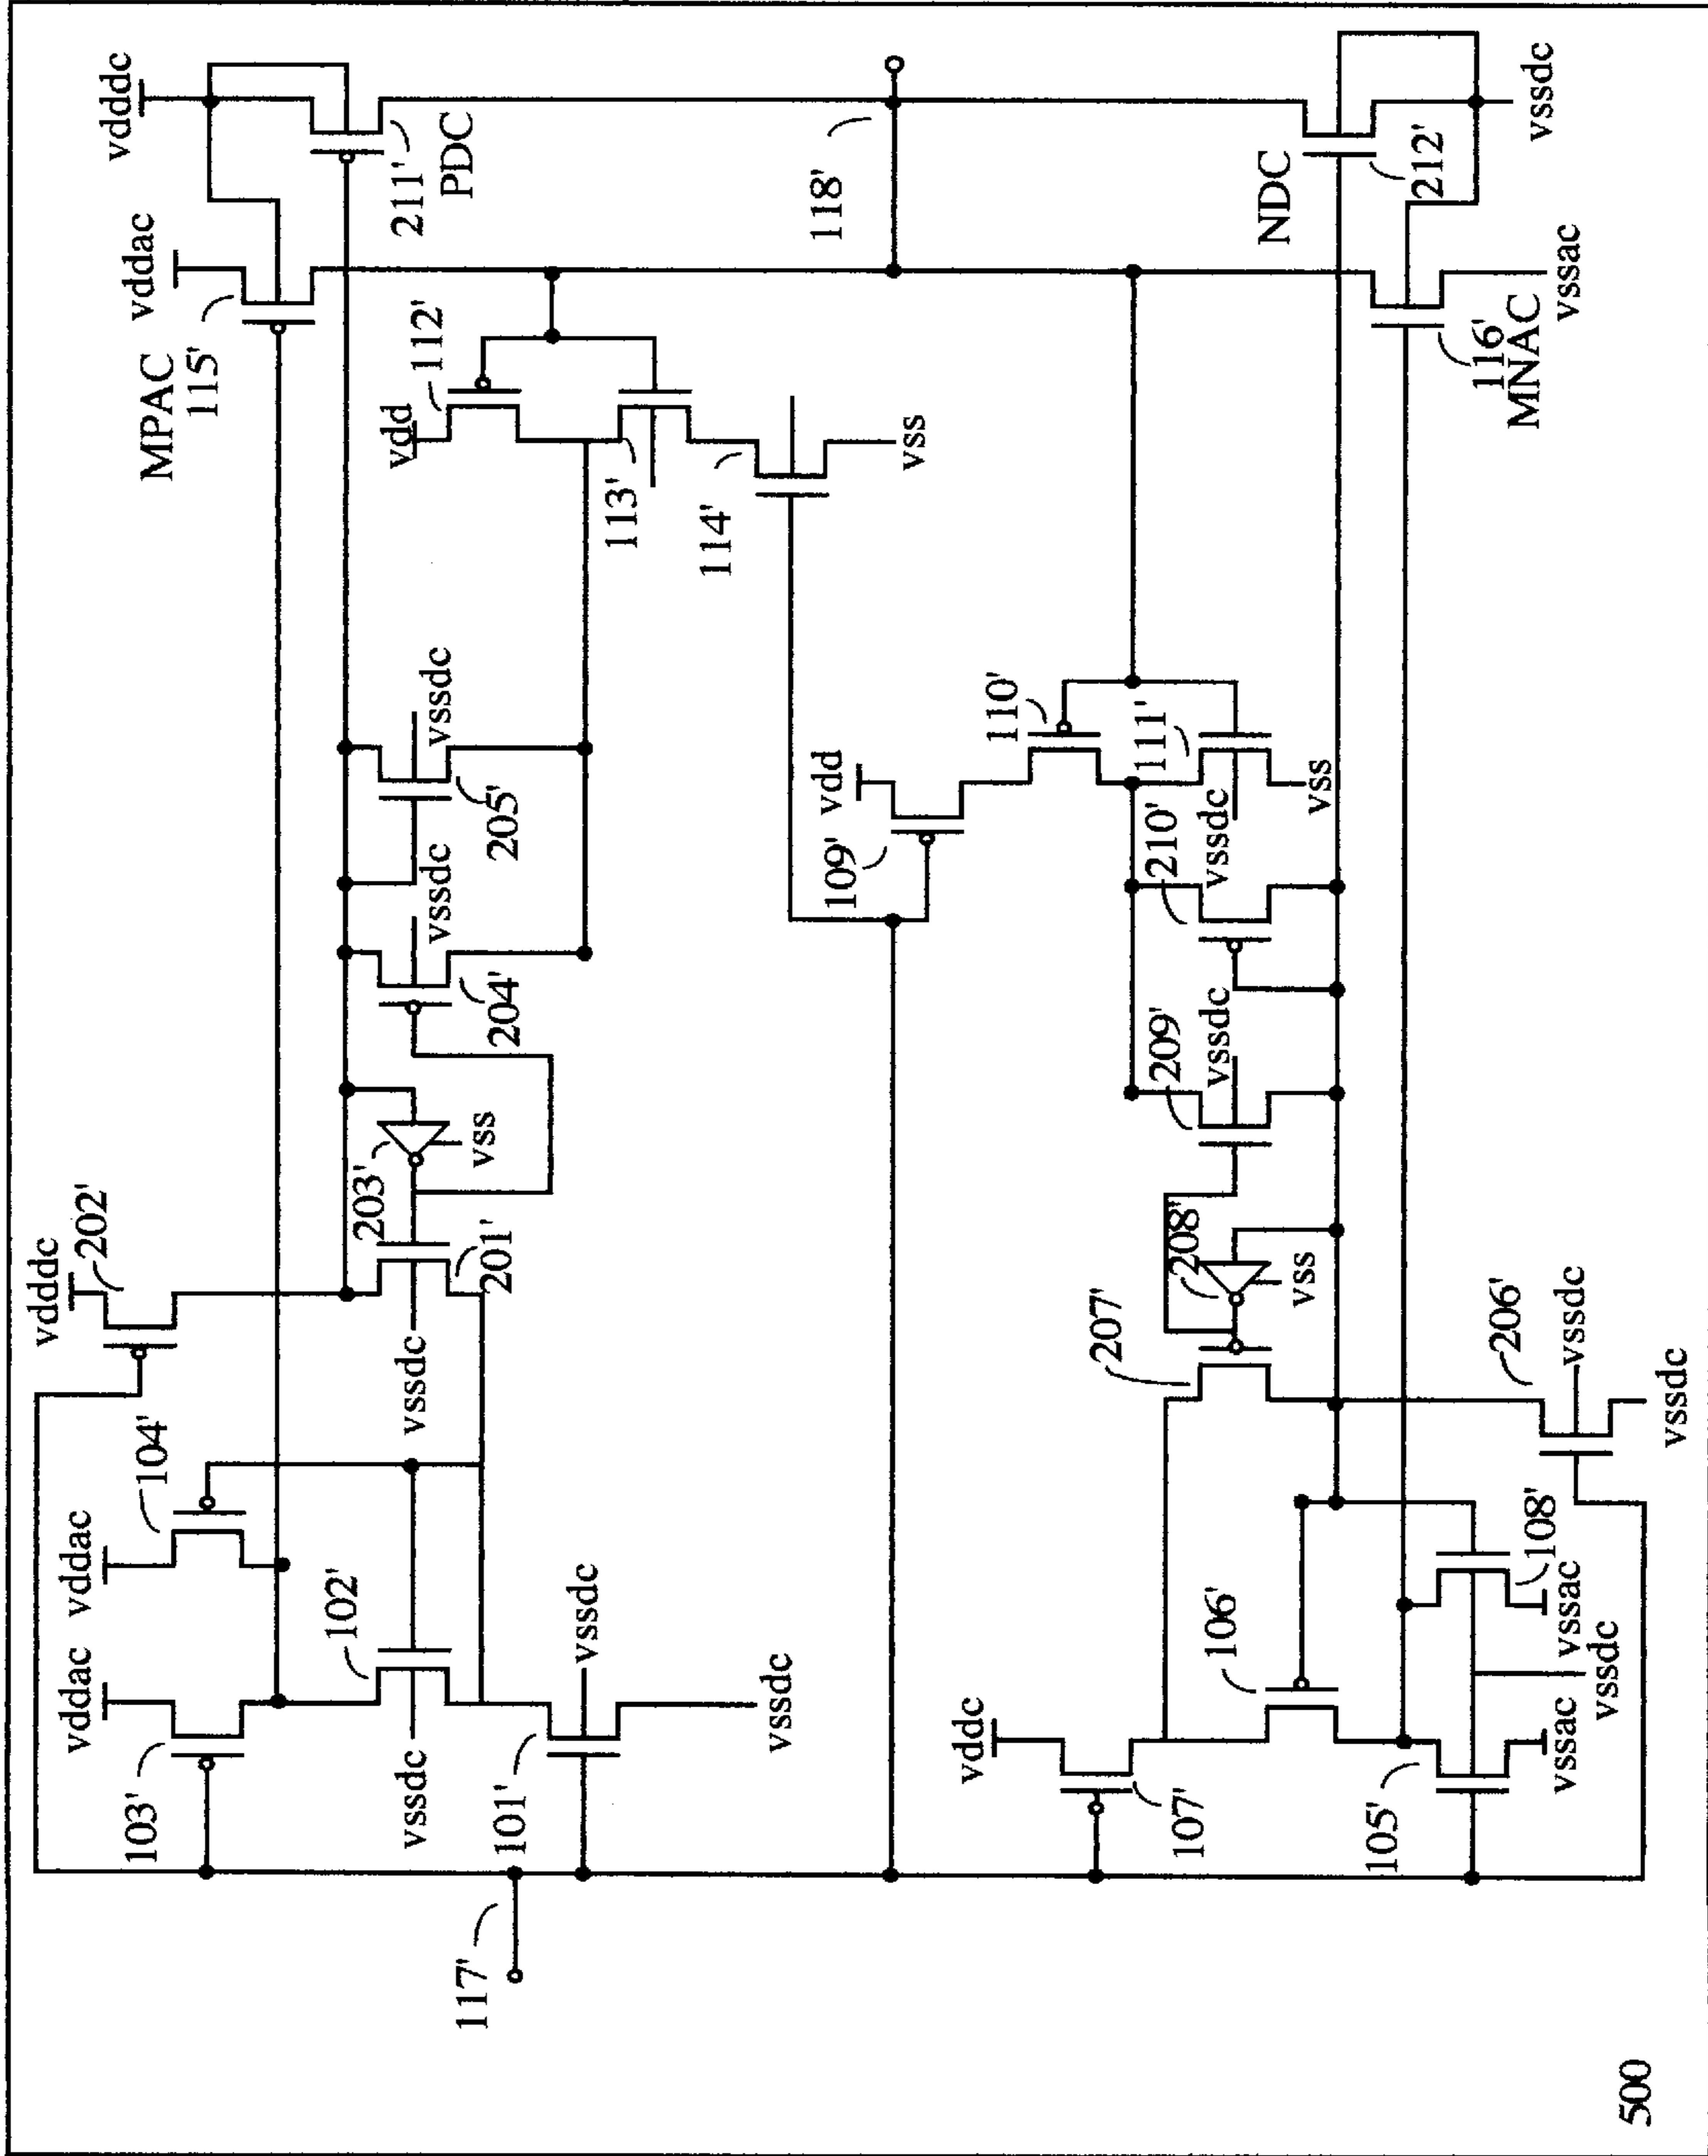 vdddc
vddac
MPAC
115'
211'
PDC
118'
NDC
212'
vssdc
116'
MNAC
vssac
vdd
112'
113'
114'
vss
vssdc
205'
vssdc
204'
203'
vss
vdddc
202'
201'
vssdc
104'
vddac
vddac
103'
102'
vssdc
101'
vssdc
vssdc
117'
vdd
109'
110'
111'
vss
210'
vssdc
209'
vssdc
208'
vss
207'
206'
vssdc
vssdc
vddc
107'
106'
105'
108'
vssac
vssac
vssdc
500